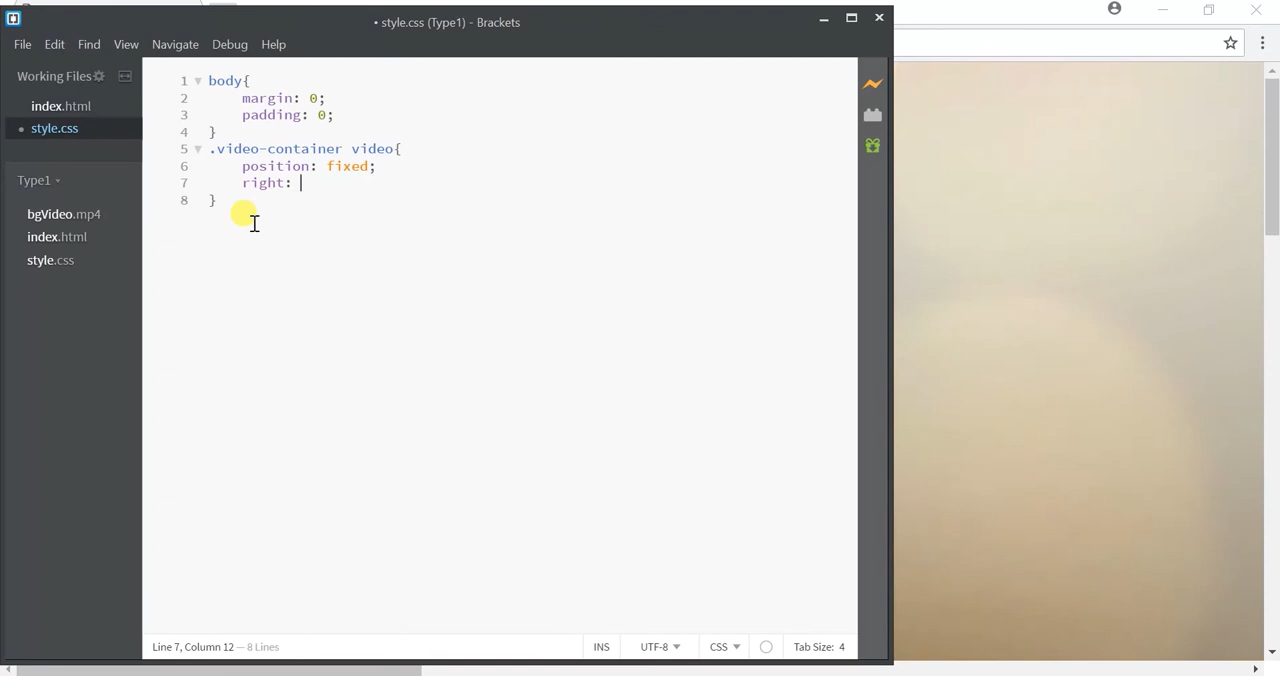 • style.css (Type1) - Brackets
File Edit Find View Navigate Debug Help
Working Files
index.html
• style.css
Type1
bgVideo.mp4
index.html
style.css
1 body{
2 margin: 0;
3 padding: 0;
4 }
5 .video-container video{
6 position: fixed;
7 right:
8 }
Line 7, Column 12 — 8 Lines
INS UTF-8 CSS Tab Size: 4